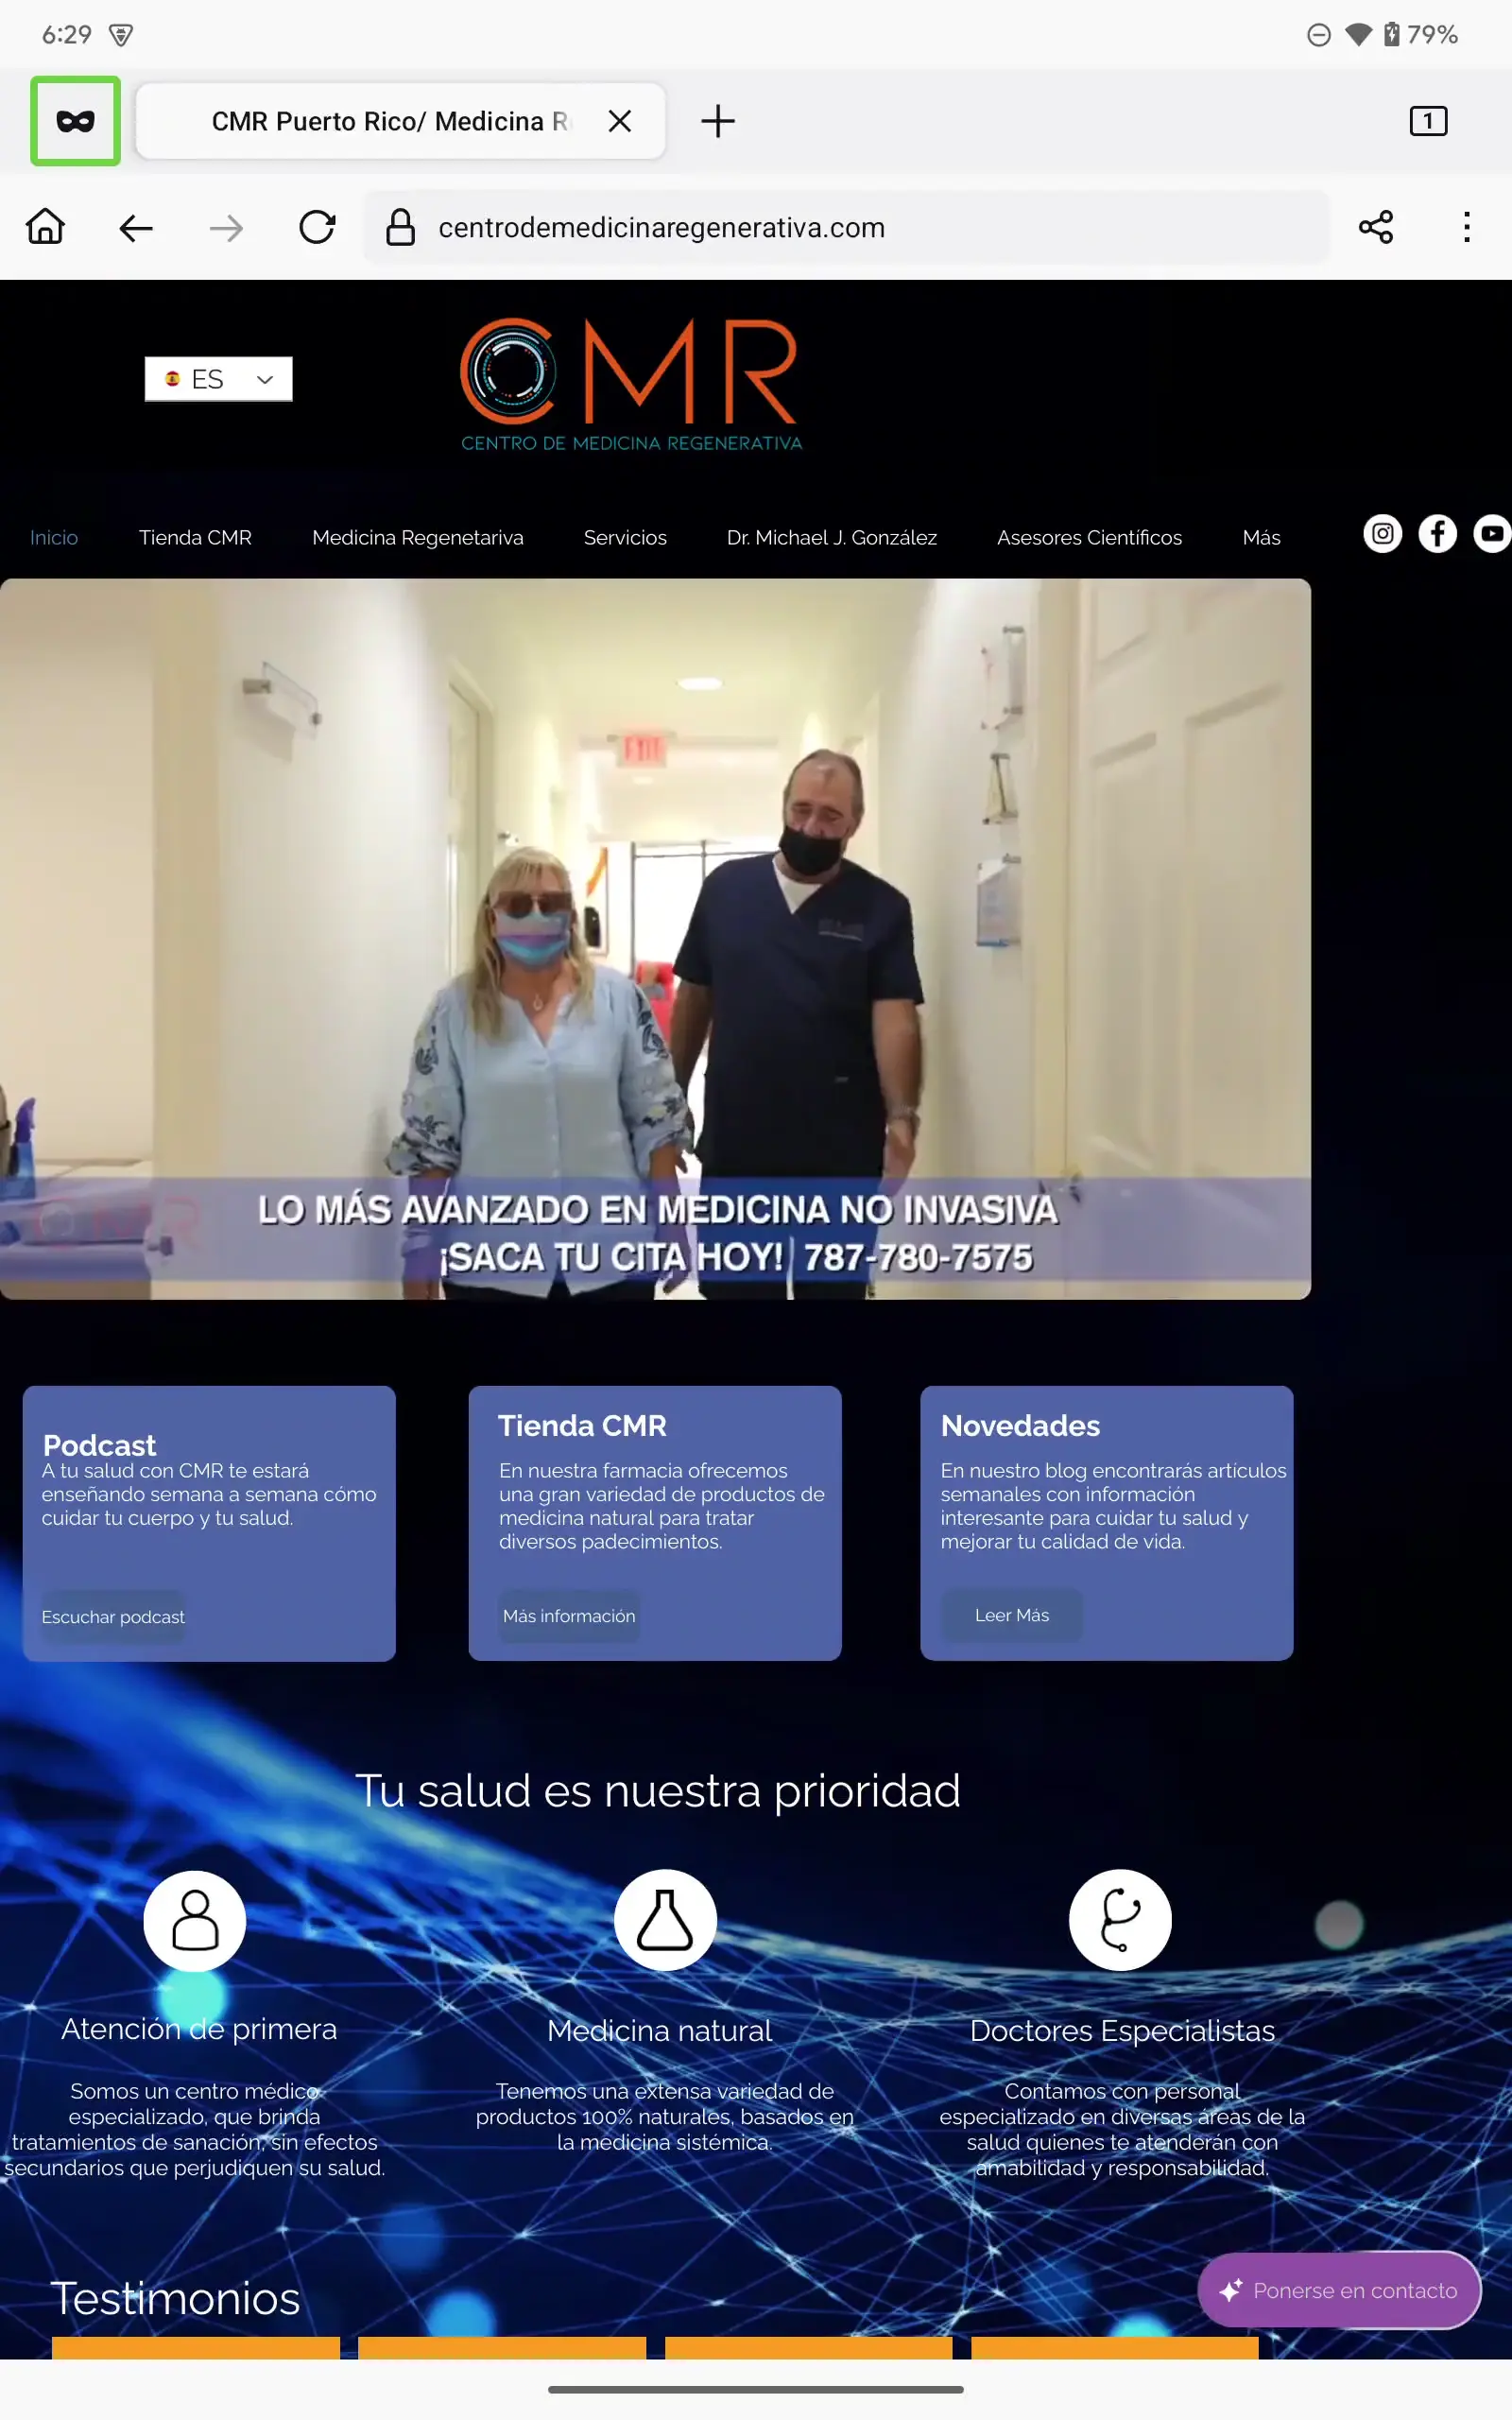 6:29
79%
CMR Puerto Rico/ Medicina R
1
centrodemedicinaregenerativa.com
ES
CMR
CENTRO DE MEDICINA REGENERATIVA
Inicio
Tienda CMR
Medicina Regenetariva
Servicios
Dr. Michael J. González
Asesores Científicos
Más
EXIT
LO MÁS AVANZADO EN MEDICINA NO INVASIVA
¡SACA TU CITA HOY! 787-780-7575
CMR
Podcast
A tu salud con CMR te estará
enseñando semana a semana cómo
cuidar tu cuerpo y tu salud.
Escuchar podcast
Tienda CMR
En nuestra farmacia ofrecemos
una gran variedad de productos de
medicina natural para tratar
diversos padecimientos.
Más información
Novedades
En nuestro blog encontrarás artículos
semanales con información
interesante para cuidar tu salud y
mejorar tu calidad de vida.
Leer Más
Tu salud es nuestra prioridad
Atención de primera
Somos un centro médico
especializado, que brinda
tratamientos de sanación, sin efectos
secundarios que perjudiquen su salud.
Medicina natural
Tenemos una extensa variedad de
productos 100% naturales, basados en
la medicina sistémica.
Doctores Especialistas
Contamos con personal
especializado en diversas áreas de la
salud quienes te atenderán con
amabilidad y responsabilidad.
Testimonios
Ponerse en contacto